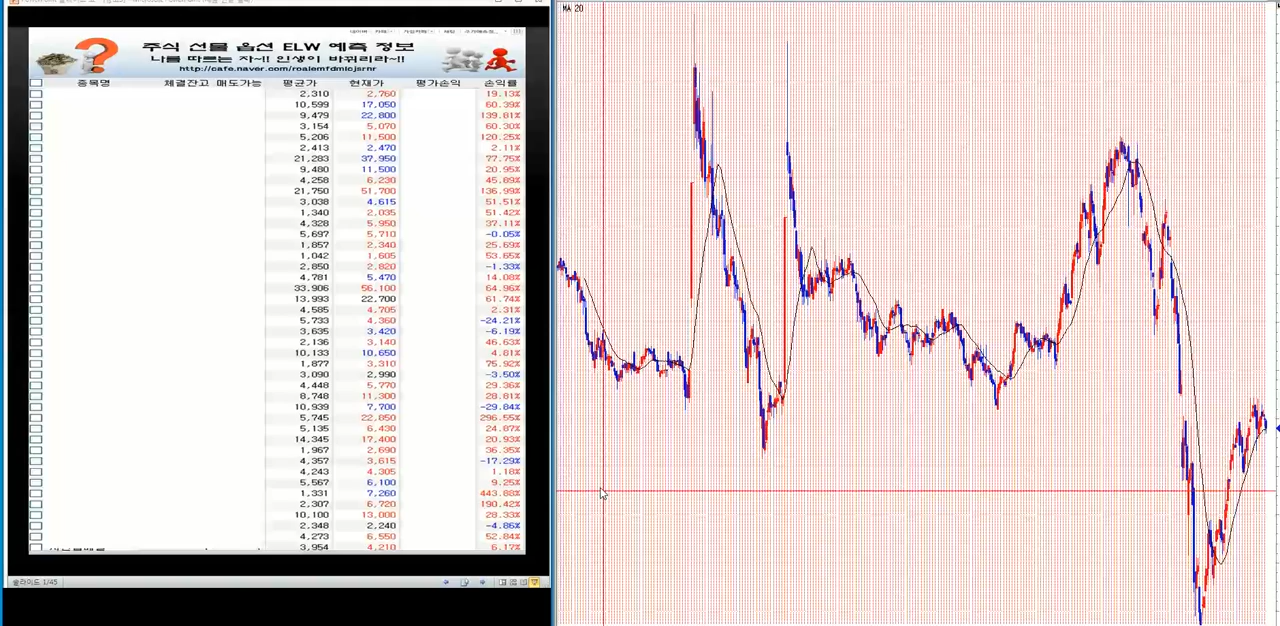 주식 선물 옵션 ELW 예측 정보
나를 따르는 자~!! 인생이 바뀌리라~!!
http://cafe.naver.com/roalemfdmlcjsrnr
종목명 체결잔고 매도가능 평균가 현재가 평가손익 손익률
2,310 2,760 19.13%
10,599 17,050 60.39%
9,479 22,800 139.81%
3,154 5,070 60.30%
5,206 11,500 120.25%
2,413 2,470 2.11%
21,283 37,950 77.75%
9,480 11,500 20.95%
4,258 6,230 45.89%
21,750 51,700 136.99%
3,038 4,615 51.51%
1,340 2,035 51.42%
4,328 5,950 37.11%
5,697 5,710 -0.05%
1,857 2,340 25.69%
1,042 1,605 53.65%
2,850 2,820 -1.33%
4,781 5,470 14.08%
33,906 56,100 64.96%
13,993 22,700 61.74%
4,585 4,705 2.31%
5,733 4,360 -24.21%
3,635 3,420 -6.19%
2,136 3,140 46.63%
10,133 10,650 4.81%
1,877 3,310 75.92%
3,090 2,990 -3.50%
4,448 5,770 29.36%
8,748 11,300 28.81%
10,939 7,700 -29.84%
5,745 22,850 296.55%
5,135 6,430 24.87%
14,345 17,400 20.93%
1,967 2,690 36.35%
4,357 3,615 -17.29%
4,243 4,305 1.18%
5,567 6,100 9.25%
1,331 7,260 443.88%
2,307 6,720 190.42%
10,100 13,000 28.33%
2,348 2,240 -4.86%
4,273 6,550 52.84%
3,954 4,210 6.17%
슬라이드 1/45
MA 20